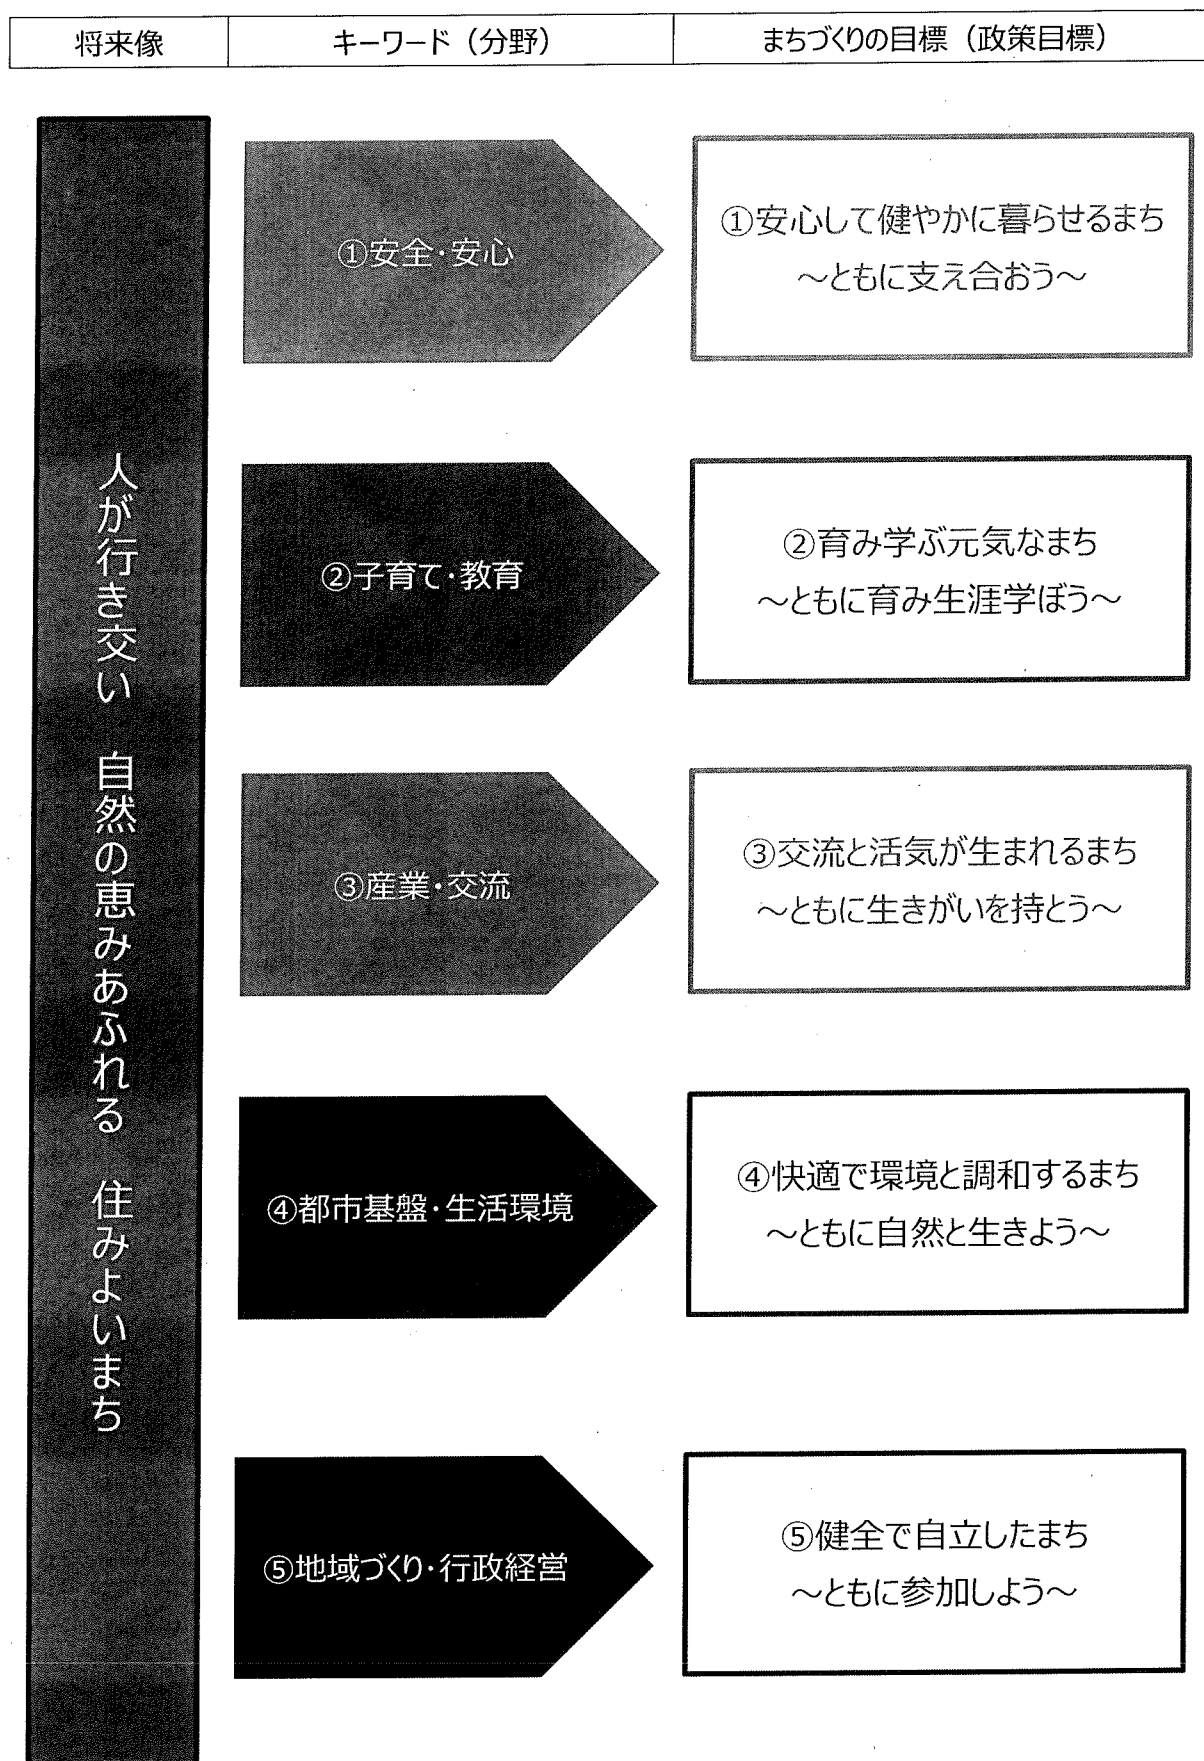 将来像 キーワード（分野） まちづくりの目標（政策目標）
人が行き交い　自然の恵みあふれる　住みよいまち
①安全・安心
①安心して健やかに暮らせるまち
～ともに支え合おう～
②子育て・教育
②育み学ぶ元気なまち
～ともに育み生涯学ぼう～
③産業・交流
③交流と活気が生まれるまち
～ともに生きがいを持とう～
④都市基盤・生活環境
④快適で環境と調和するまち
～ともに自然と生きよう～
⑤地域づくり・行政経営
⑤健全で自立したまち
～ともに参加しよう～